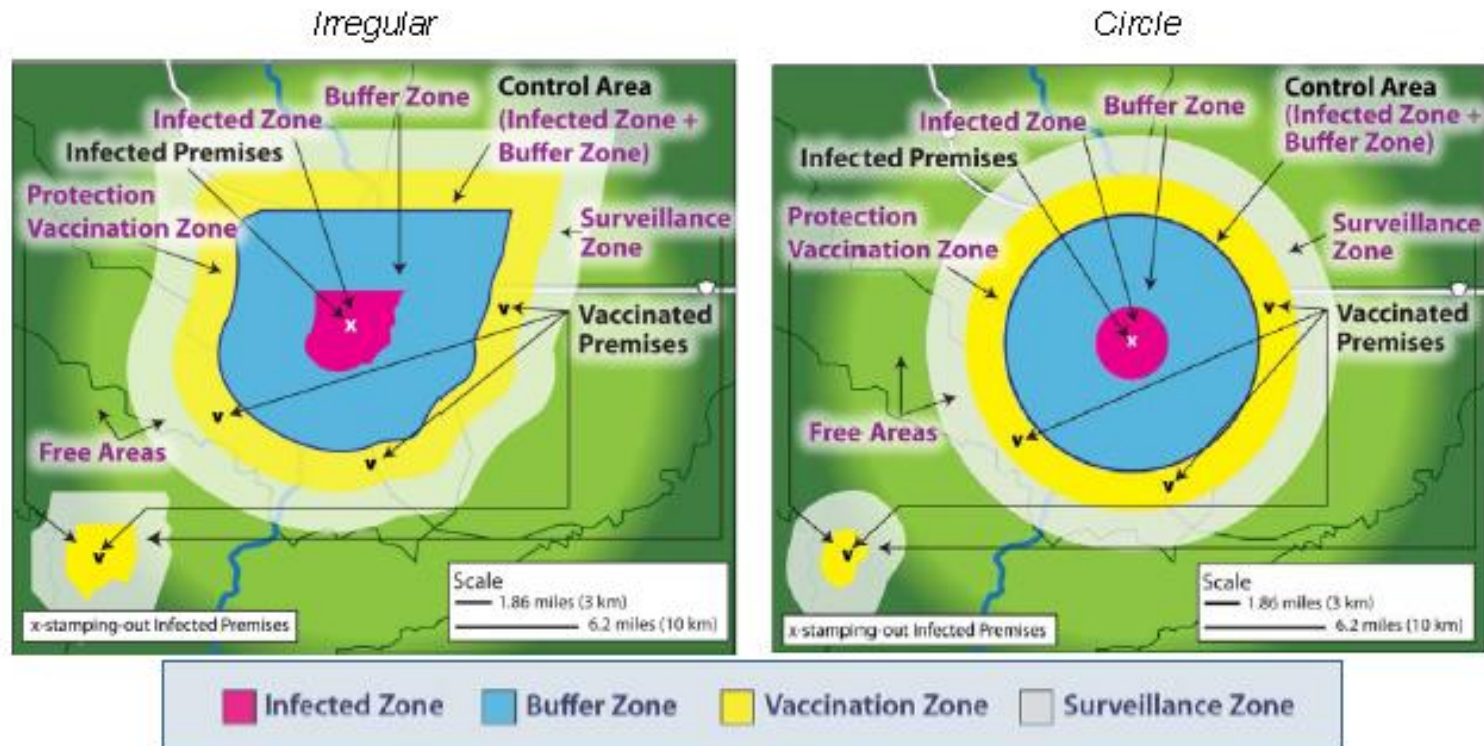 Irregular
Buffer Zone
Infected Zone
Infected Premises
Control Area
(Infected Zone +
Buffer Zone)
Protection
Vaccination Zone
Surveillance
Zone
x
v
Vaccinated
Premises
v
v
Free Areas
v
x-stamping-out Infected Premises
Scale
1.86 miles (3 km)
6.2 miles (10 km)
Circle
Buffer Zone
Infected Zone
Infected Premises
Control Area
(Infected Zone +
Buffer Zone)
Protection
Vaccination Zone
Surveillance
Zone
x
v
Vaccinated
Premises
v
v
Free Areas
v
x-stamping-out Infected Premises
Scale
1.86 miles (3 km)
6.2 miles (10 km)
Infected Zone
Buffer Zone
Vaccination Zone
Surveillance Zone